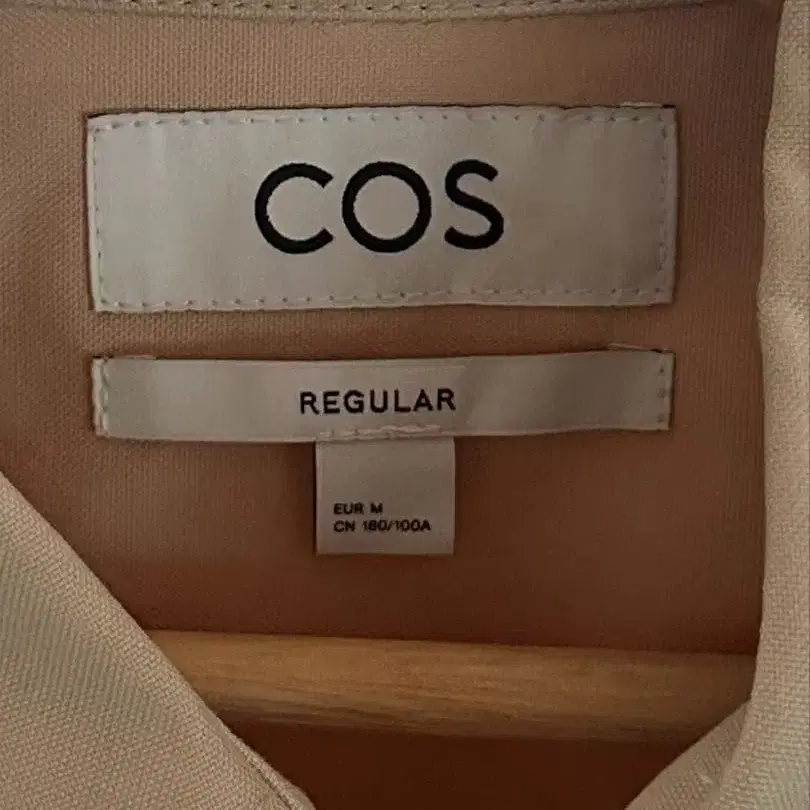 COS
REGULAR
EUR M
CN 180/100A